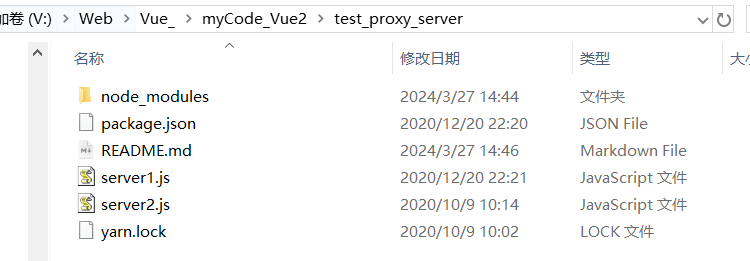 加卷 (V:) > Web > Vue_ > myCode_Vue2 > test_proxy_server
名称 修改日期 类型 大小
node_modules 2024/3/27 14:44 文件夹
package.json 2020/12/20 22:20 JSON File
README.md 2024/3/27 14:46 Markdown File
server1.js 2020/12/20 22:21 JavaScript 文件
server2.js 2020/10/9 10:14 JavaScript 文件
yarn.lock 2020/10/9 10:02 LOCK 文件